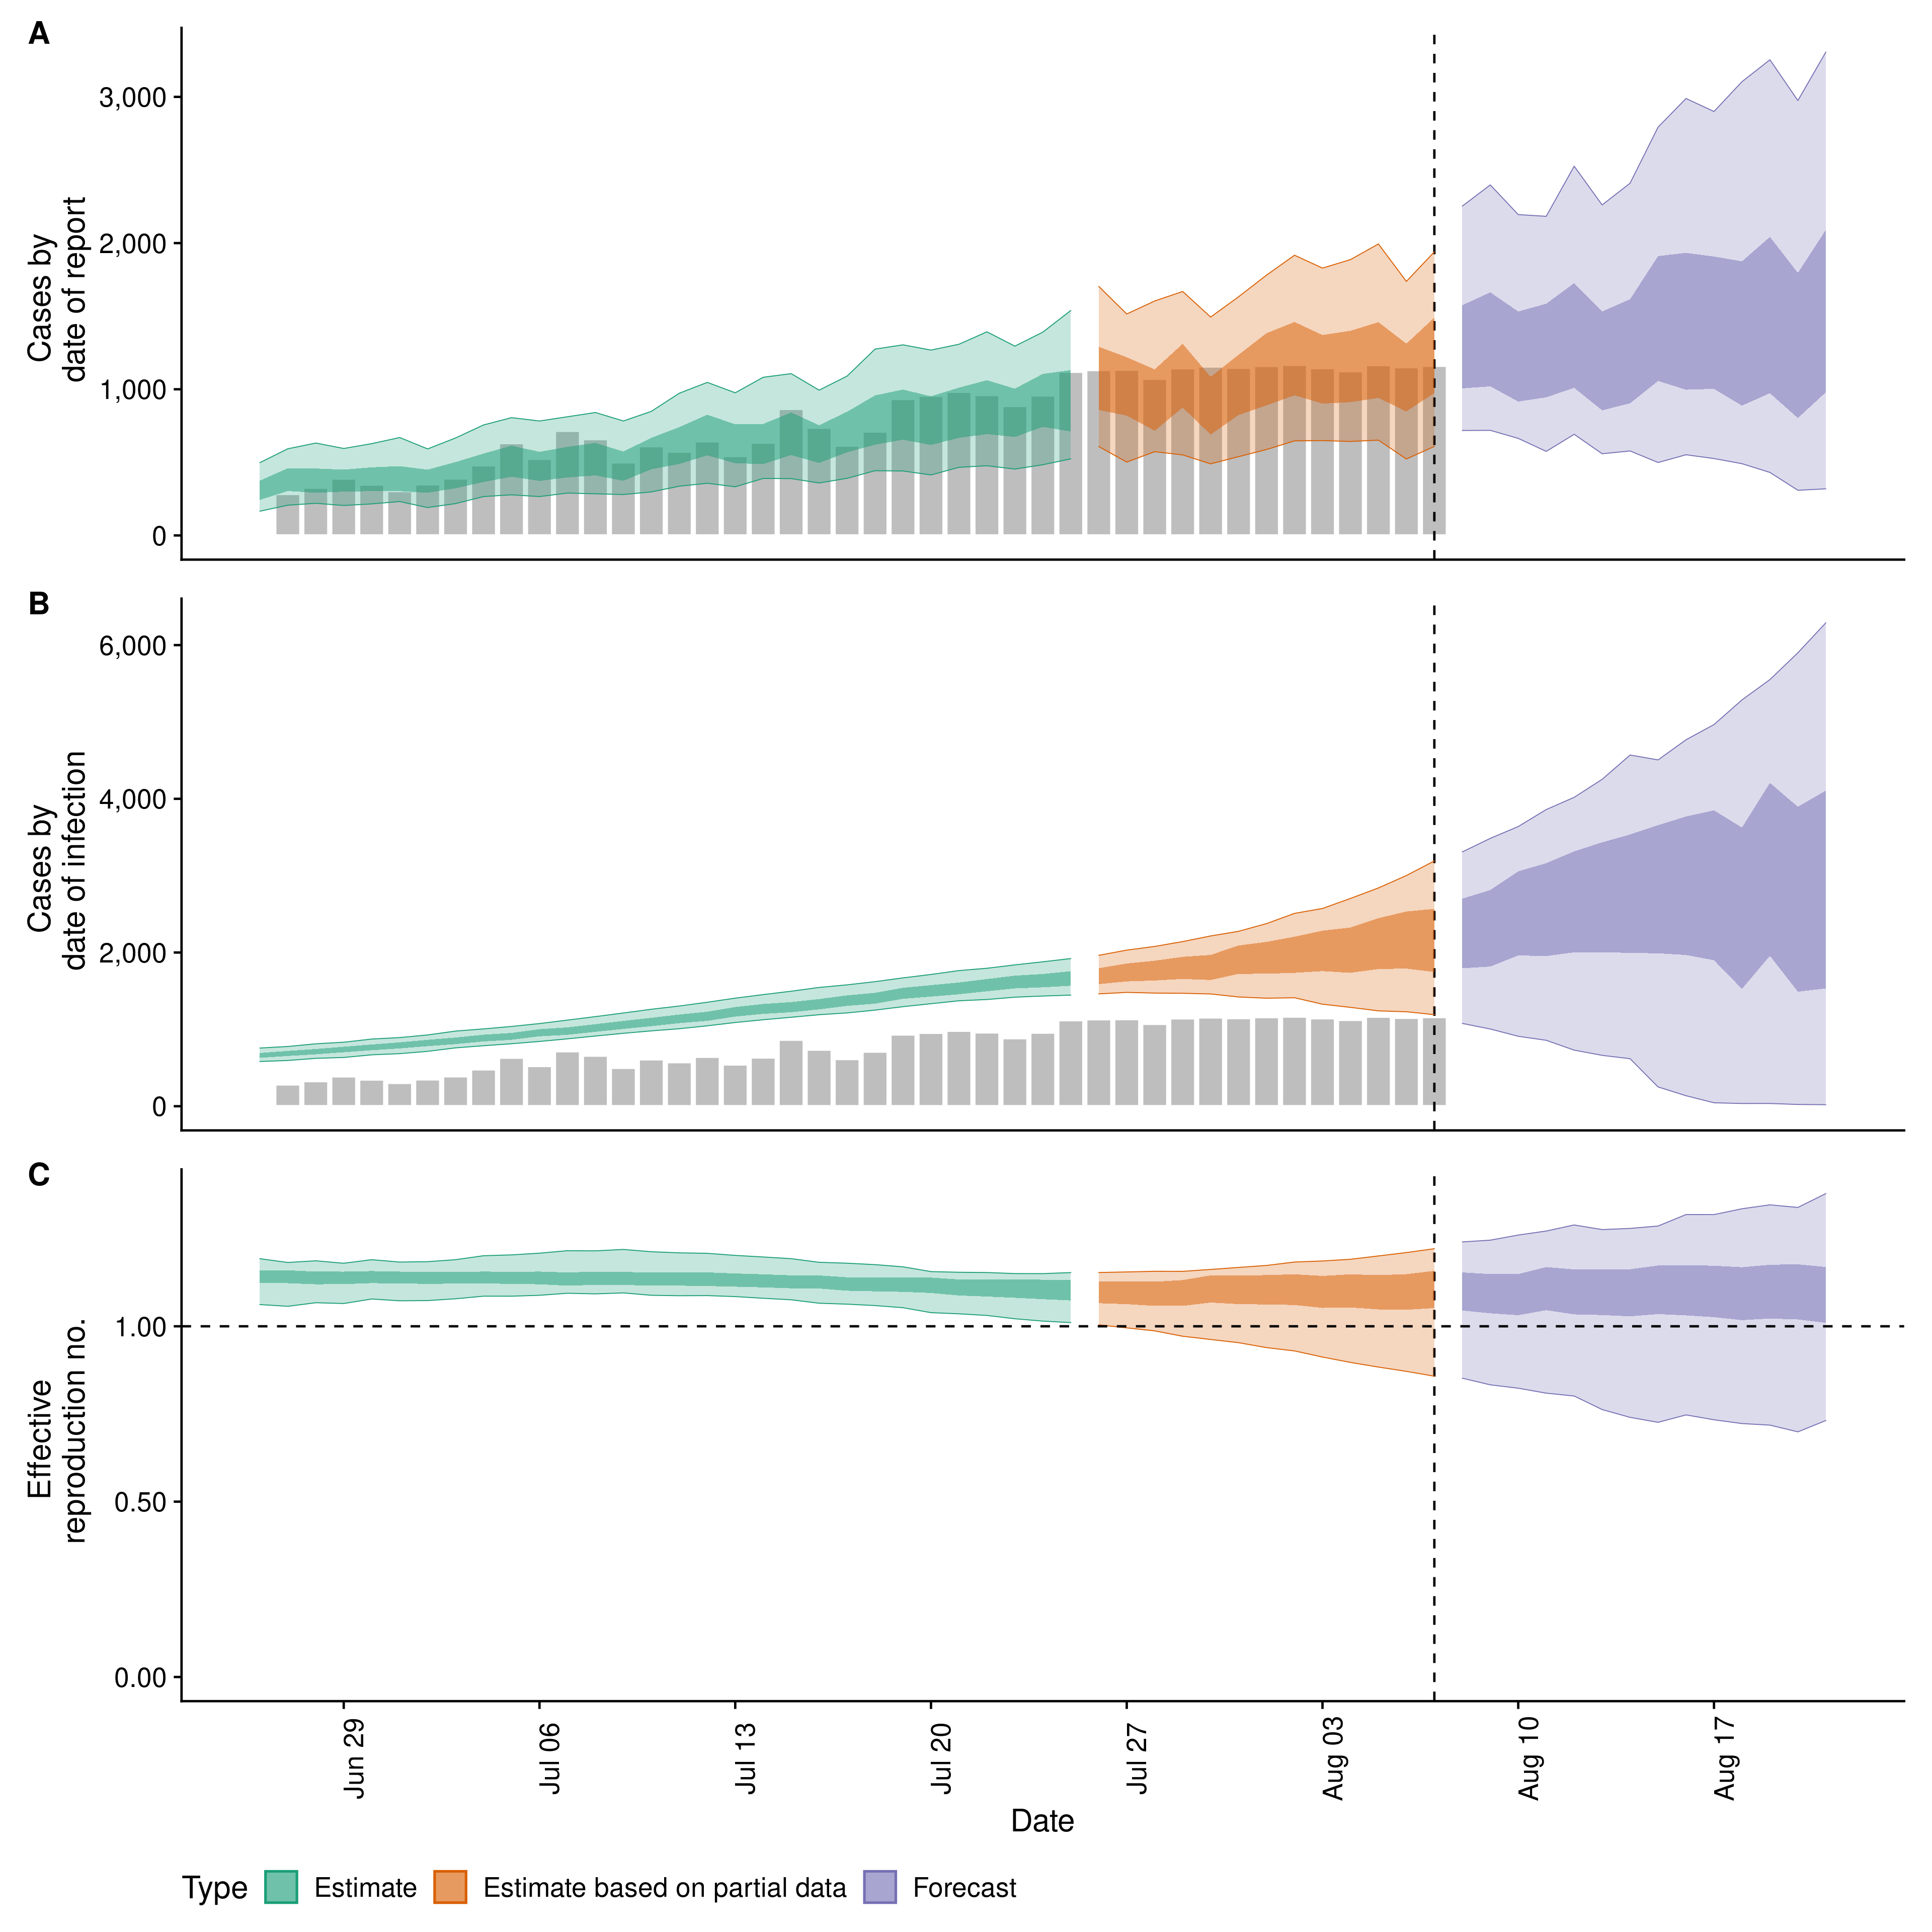 A
Cases by
date of report
3,000
2,000
1,000
0
B
Cases by
date of infection
6,000
4,000
2,000
0
C
Effective
reproduction no.
1.00
0.50
0.00
Jun 29
Jul 06
Jul 13
Jul 20
Jul 27
Aug 03
Aug 10
Aug 17
Date
Type
Estimate
Estimate based on partial data
Forecast